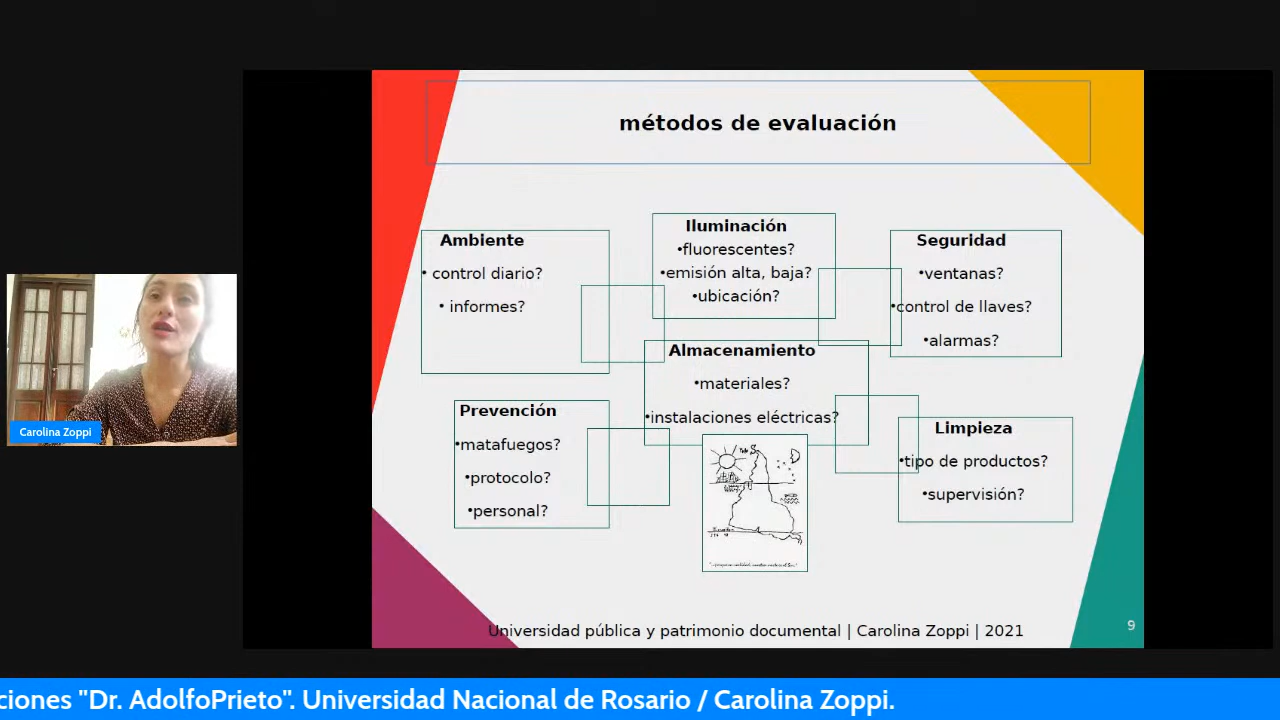 métodos de evaluación
Ambiente
• control diario?
• informes?
Iluminación
•fluorescentes?
•emisión alta, baja?
•ubicación?
Seguridad
•ventanas?
•control de llaves?
•alarmas?
Almacenamiento
•materiales?
•instalaciones eléctricas?
Prevención
•matafuegos?
•protocolo?
•personal?
Limpieza
•tipo de productos?
•supervisión?
Carolina Zoppi
Universidad pública y patrimonio documental | Carolina Zoppi | 2021
9
ciones "Dr. AdolfoPrieto". Universidad Nacional de Rosario / Carolina Zoppi.